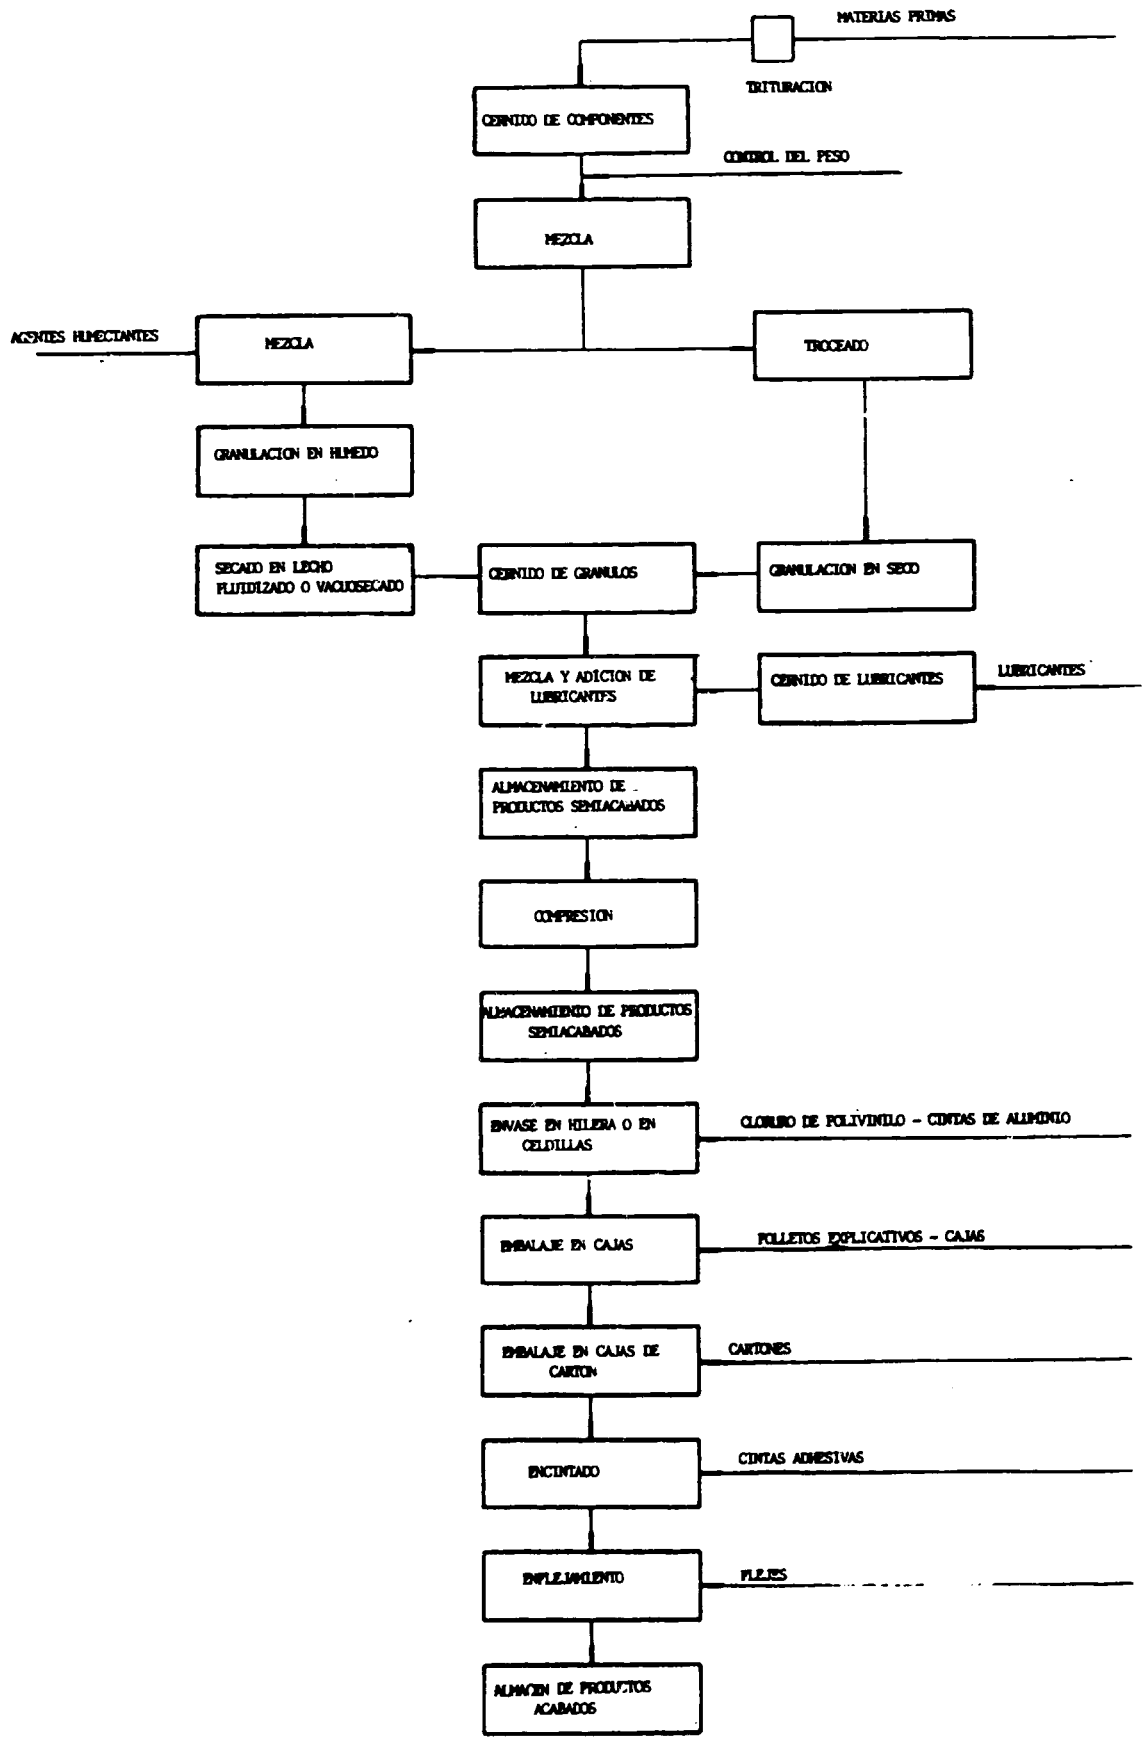 MATERIAS PRIMAS
TRITURACION
CERNIDO DE COMPONENTES
CONTROL DEL PESO
MEZCLA
AGENTES HUMECTANTES
MEZCLA
TROCEADO
GRANULACION EN HUMEDO
SECADO EN LECHO
FLUIDIZADO O VACUOSECADO
CERNIDO DE GRANULOS
GRANULACION EN SECO
MEZCLA Y ADICION DE
LUBRICANTES
CERNIDO DE LUBRICANTES
LUBRICANTES
ALMACENAMIENTO DE
PRODUCTOS SEMIACABADOS
COMPRESION
ALMACENAMIENTO DE PRODUCTOS
SEMIACABADOS
ENVASE EN HILERA O EN
CELDILLAS
CLORURO DE POLIVINILO - CINTAS DE ALUMINIO
EMBALAJE EN CAJAS
FOLLETOS EXPLICATIVOS - CAJAS
EMBALAJE EN CAJAS DE
CARTON
CARTONES
ENCINTADO
CINTAS ADHESIVAS
ENFLEJAMIENTO
FLEJES
ALMACEN DE PRODUCTOS
ACABADOS